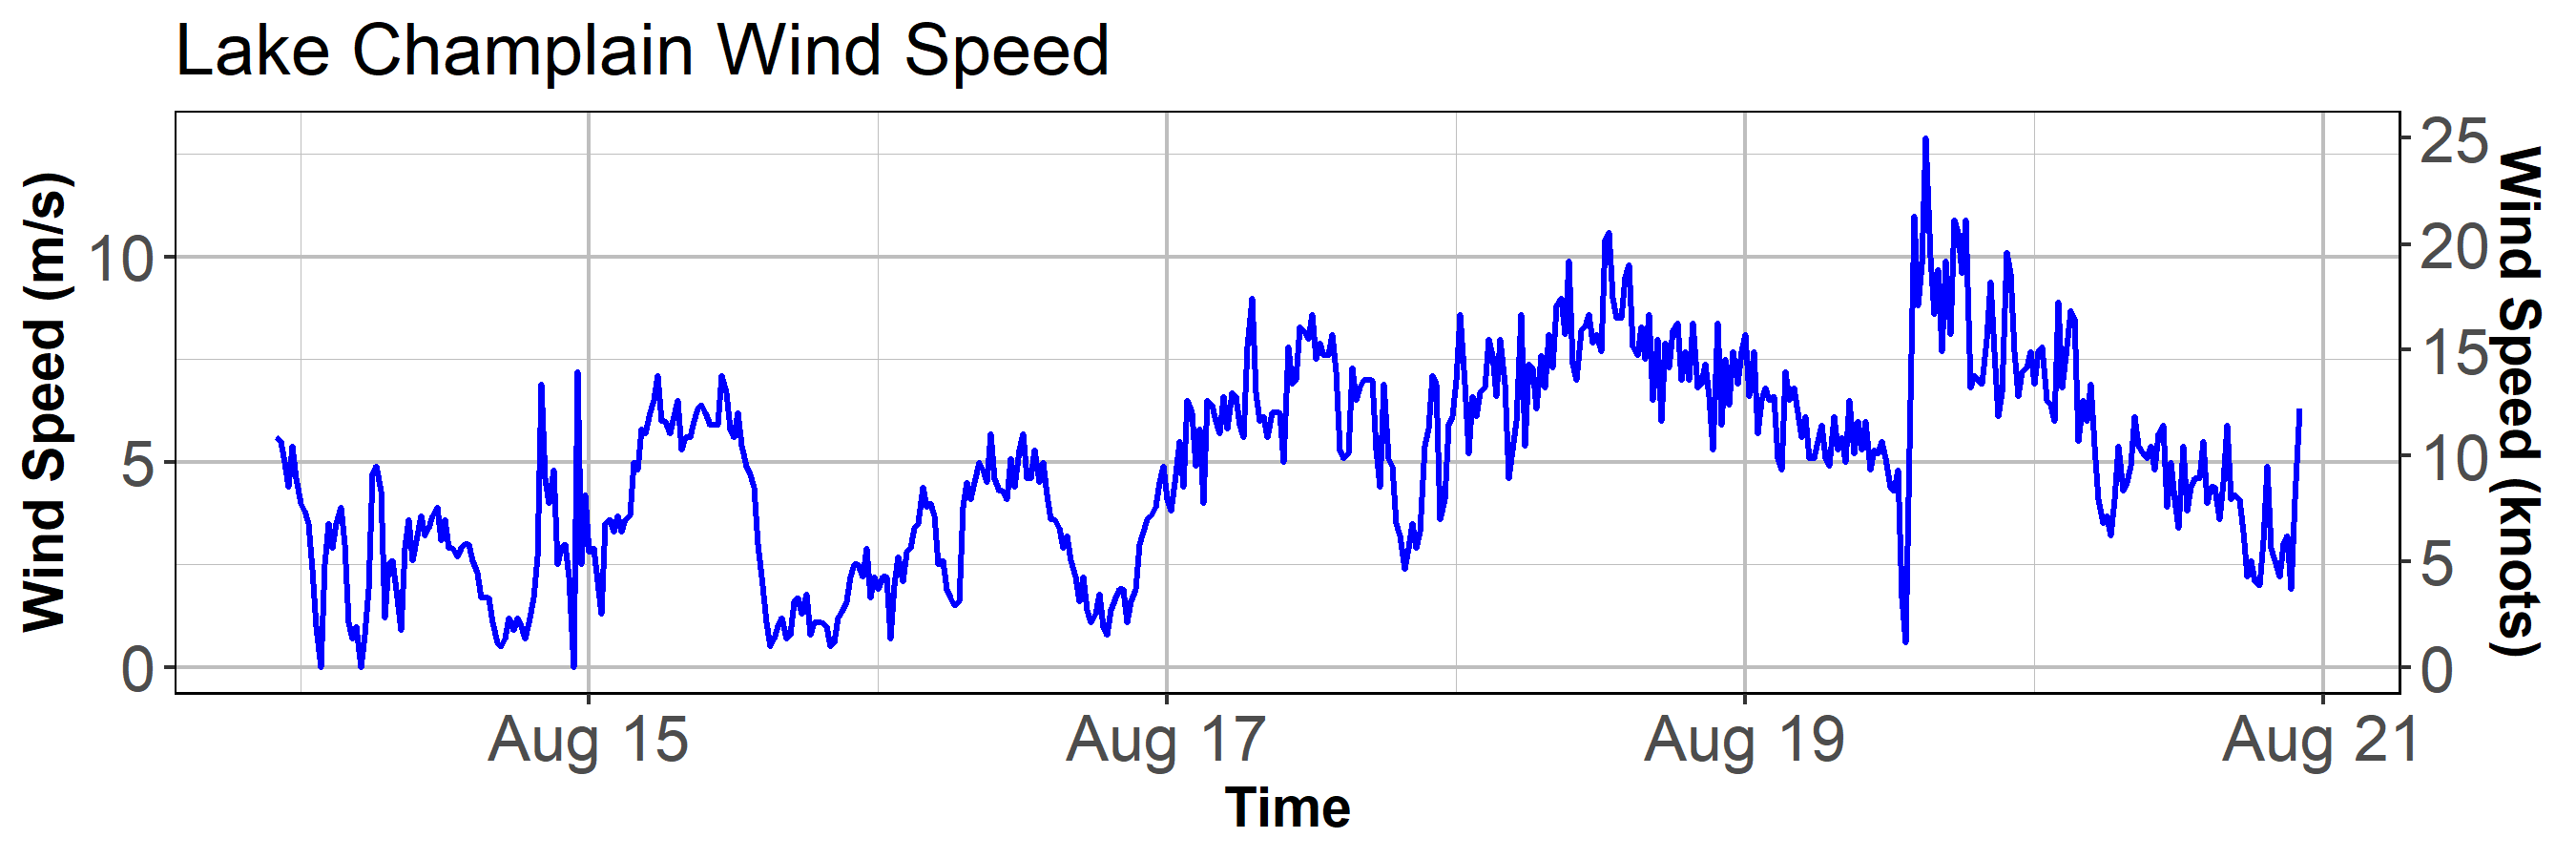 Lake Champlain Wind Speed
Wind Speed (m/s)
10
5
0
25
20
15
10
5
0
Wind Speed (knots)
Aug 15
Aug 17
Aug 19
Aug 21
Time